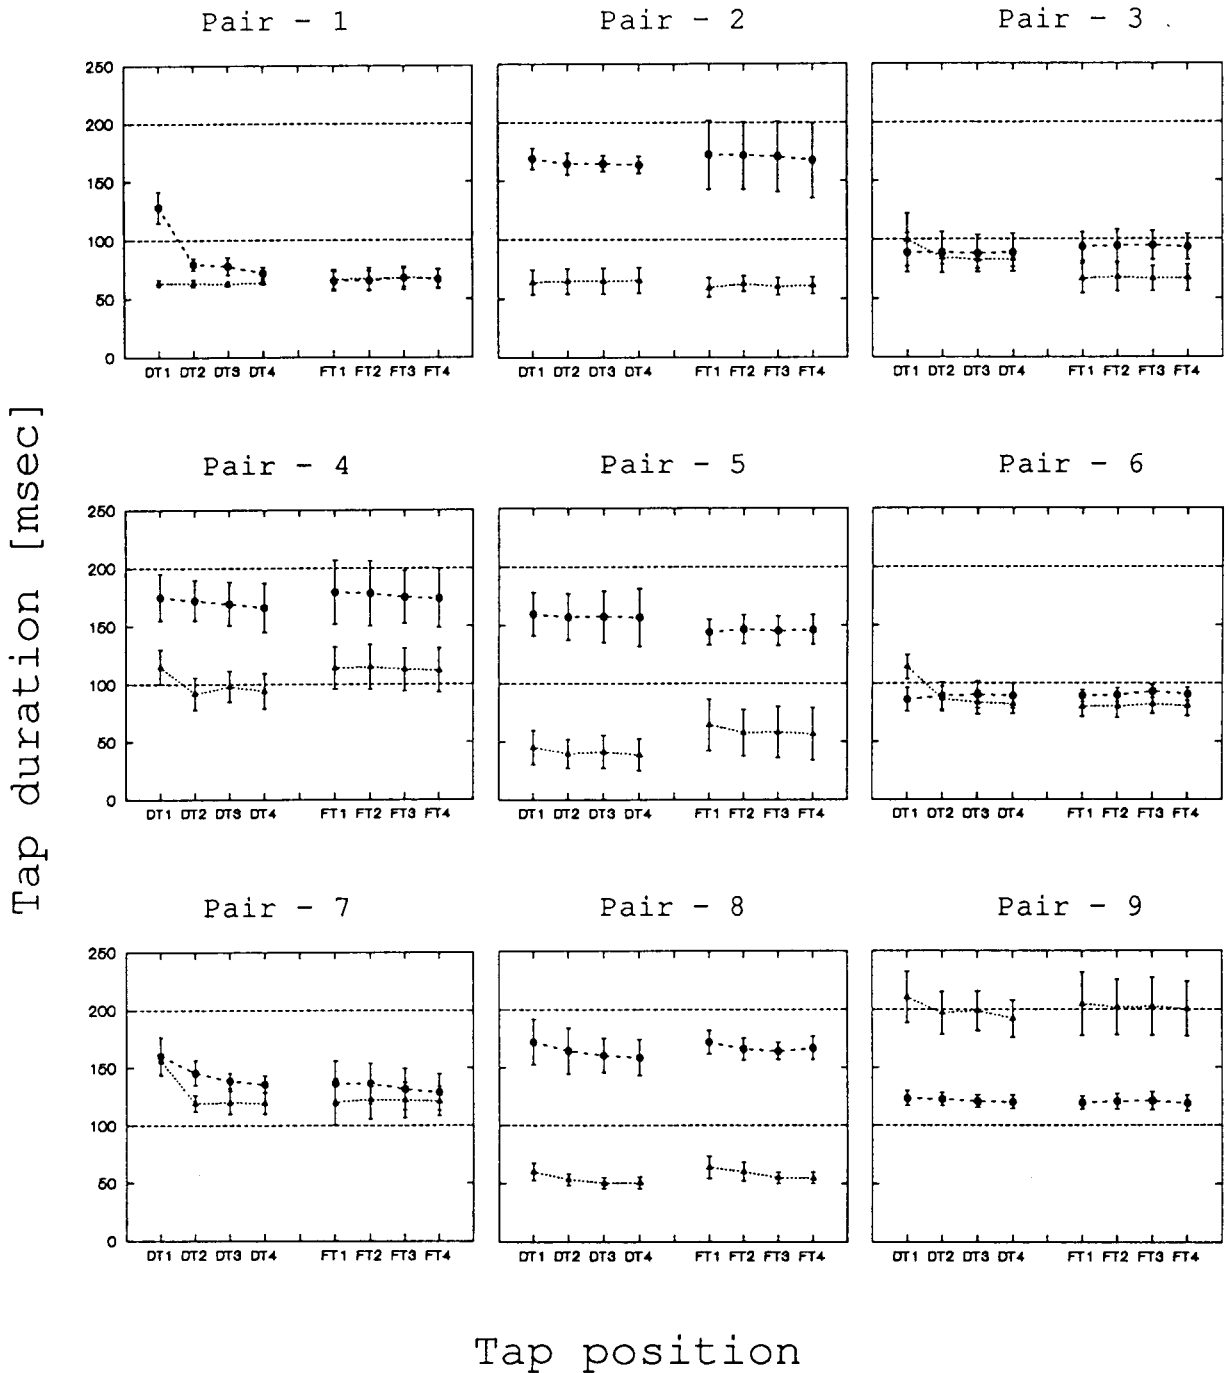 Pair - 1
Pair - 2
Pair - 3
250
200
150
100
50
0
DT1 DT2 DT3 DT4 FT1 FT2 FT3 FT4
DT1 DT2 DT3 DT4 FT1 FT2 FT3 FT4
DT1 DT2 DT3 DT4 FT1 FT2 FT3 FT4
Tap duration [msec]
Pair - 4
Pair - 5
Pair - 6
250
200
150
100
50
0
DT1 DT2 DT3 DT4 FT1 FT2 FT3 FT4
DT1 DT2 DT3 DT4 FT1 FT2 FT3 FT4
DT1 DT2 DT3 DT4 FT1 FT2 FT3 FT4
Pair - 7
Pair - 8
Pair - 9
250
200
150
100
50
0
DT1 DT2 DT3 DT4 FT1 FT2 FT3 FT4
DT1 DT2 DT3 DT4 FT1 FT2 FT3 FT4
DT1 DT2 DT3 DT4 FT1 FT2 FT3 FT4
Tap position